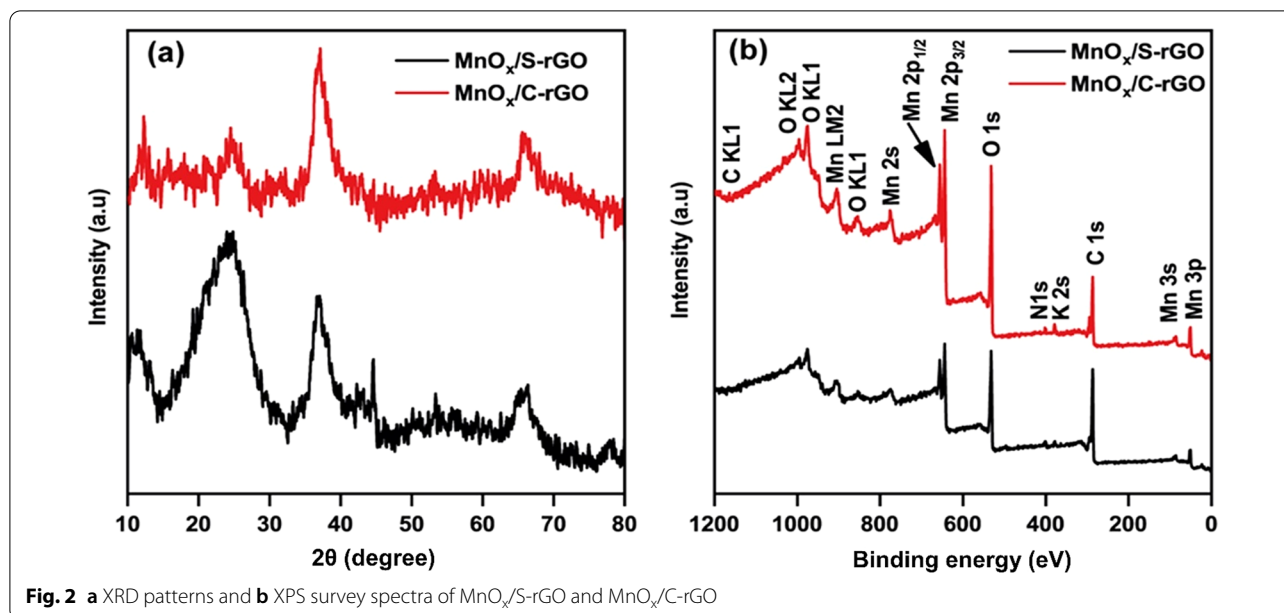 (a)
MnOₓ/S-rGO
MnOₓ/C-rGO
Intensity (a.u)
10 20 30 40 50 60 70 80
2θ (degree)
(b)
MnOₓ/S-rGO
MnOₓ/C-rGO
C KL1
O KL2
O KL1
Mn LM2
O KL1
Mn 2s
Mn 2p₁/₂
Mn 2p₃/₂
O 1s
N1s
K 2s
C 1s
Mn 3s
Mn 3p
Intensity (a.u)
1200 1000 800 600 400 200 0
Binding energy (eV)
Fig. 2 a XRD patterns and b XPS survey spectra of MnOₓ/S-rGO and MnOₓ/C-rGO